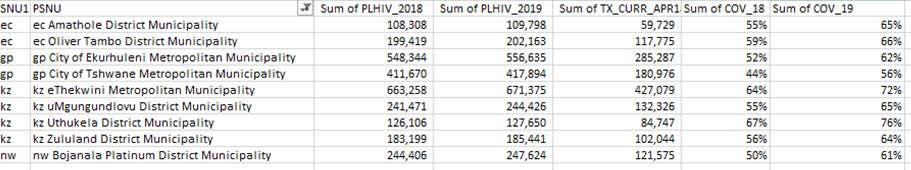 SNU1 PSNU Sum of PLHIV_2018 Sum of PLHIV_2019 Sum of TX_CURR_APR1 Sum of COV_18 Sum of COV_19
ec ec Amathole District Municipality 108,308 109,798 59,729 55% 65%
ec ec Oliver Tambo District Municipality 199,419 202,163 117,775 59% 66%
gp gp City of Ekurhuleni Metropolitan Municipality 548,344 556,635 285,287 52% 62%
gp gp City of Tshwane Metropolitan Municipality 411,670 417,894 180,976 44% 56%
kz kz eThekwini Metropolitan Municipality 663,258 671,375 427,079 64% 72%
kz kz uMgungundlovu District Municipality 241,471 244,426 132,326 55% 65%
kz kz Uthukela District Municipality 126,106 127,650 84,747 67% 76%
kz kz Zululand District Municipality 183,199 185,441 102,044 56% 64%
nw nw Bojanala Platinum District Municipality 244,406 247,624 121,575 50% 61%